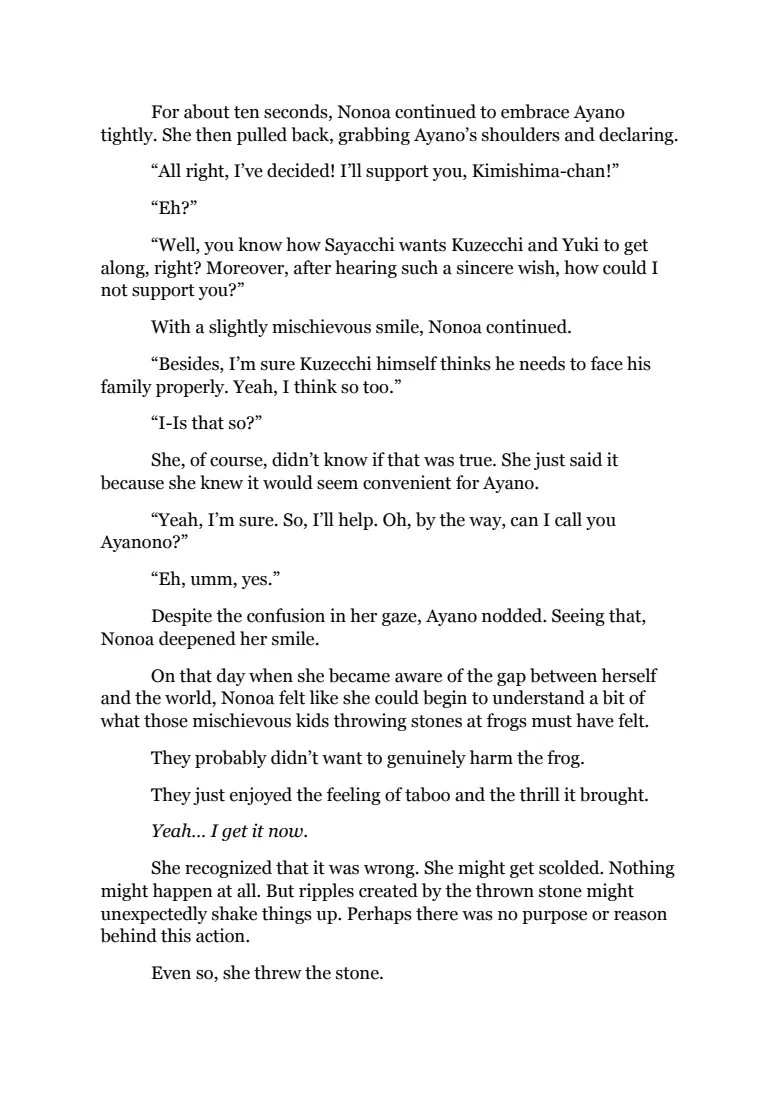 For about ten seconds, Nonoa continued to embrace Ayano
tightly. She then pulled back, grabbing Ayano’s shoulders and declaring.
“All right, I’ve decided! I’ll support you, Kimishima-chan!”
“Eh?”
“Well, you know how Sayacchi wants Kuzecchi and Yuki to get
along, right? Moreover, after hearing such a sincere wish, how could I
not support you?”
With a slightly mischievous smile, Nonoa continued.
“Besides, I’m sure Kuzecchi himself thinks he needs to face his
family properly. Yeah, I think so too.”
“I-Is that so?”
She, of course, didn’t know if that was true. She just said it
because she knew it would seem convenient for Ayano.
“Yeah, I’m sure. So, I’ll help. Oh, by the way, can I call you
Ayanono?”
“Eh, umm, yes.”
Despite the confusion in her gaze, Ayano nodded. Seeing that,
Nonoa deepened her smile.
On that day when she became aware of the gap between herself
and the world, Nonoa felt like she could begin to understand a bit of
what those mischievous kids throwing stones at frogs must have felt.
They probably didn’t want to genuinely harm the frog.
They just enjoyed the feeling of taboo and the thrill it brought.
Yeah… I get it now.
She recognized that it was wrong. She might get scolded. Nothing
might happen at all. But ripples created by the thrown stone might
unexpectedly shake things up. Perhaps there was no purpose or reason
behind this action.
Even so, she threw the stone.